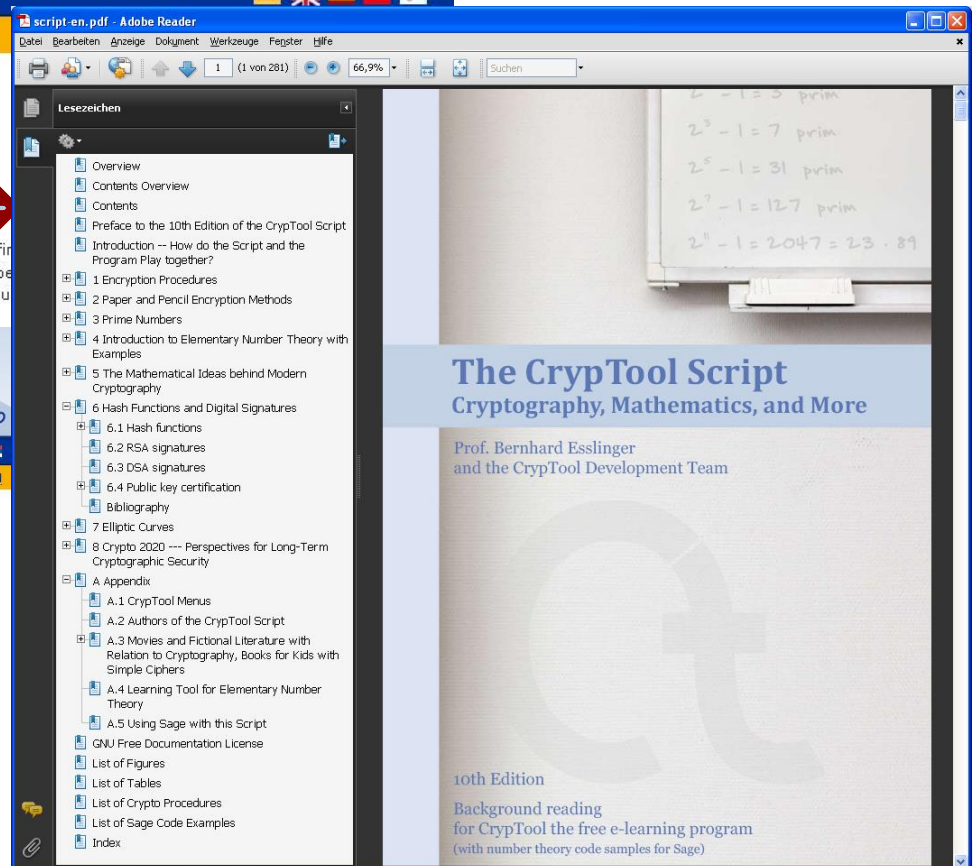 script-en.pdf - Adobe Reader
Datei Bearbeiten Anzeige Dokument Werkzeuge Fenster Hilfe
1 (1 von 281) 66,9% Suchen
Lesezeichen
Overview
Contents Overview
Contents
Preface to the 10th Edition of the CrypTool Script
Introduction -- How do the Script and the
Program Play together?
1 Encryption Procedures
2 Paper and Pencil Encryption Methods
3 Prime Numbers
4 Introduction to Elementary Number Theory with
Examples
5 The Mathematical Ideas behind Modern
Cryptography
6 Hash Functions and Digital Signatures
6.1 Hash functions
6.2 RSA signatures
6.3 DSA signatures
6.4 Public key certification
Bibliography
7 Elliptic Curves
8 Crypto 2020 --- Perspectives for Long-Term
Cryptographic Security
A Appendix
A.1 CrypTool Menus
A.2 Authors of the CrypTool Script
A.3 Movies and Fictional Literature with
Relation to Cryptography, Books for Kids with
Simple Ciphers
A.4 Learning Tool for Elementary Number
Theory
A.5 Using Sage with this Script
GNU Free Documentation License
List of Figures
List of Tables
List of Crypto Procedures
List of Sage Code Examples
Index
- 1 = 3 prim
2³ - 1 = 7 prim
2⁵ - 1 = 31 prim
2⁷ - 1 = 127 prim
2¹¹ - 1 = 2047 = 23 · 89
The CrypTool Script
Cryptography, Mathematics, and More
Prof. Bernhard Esslinger
and the CrypTool Development Team
Ct
10th Edition
Background reading
for CrypTool the free e-learning program
(with number theory code samples for Sage)